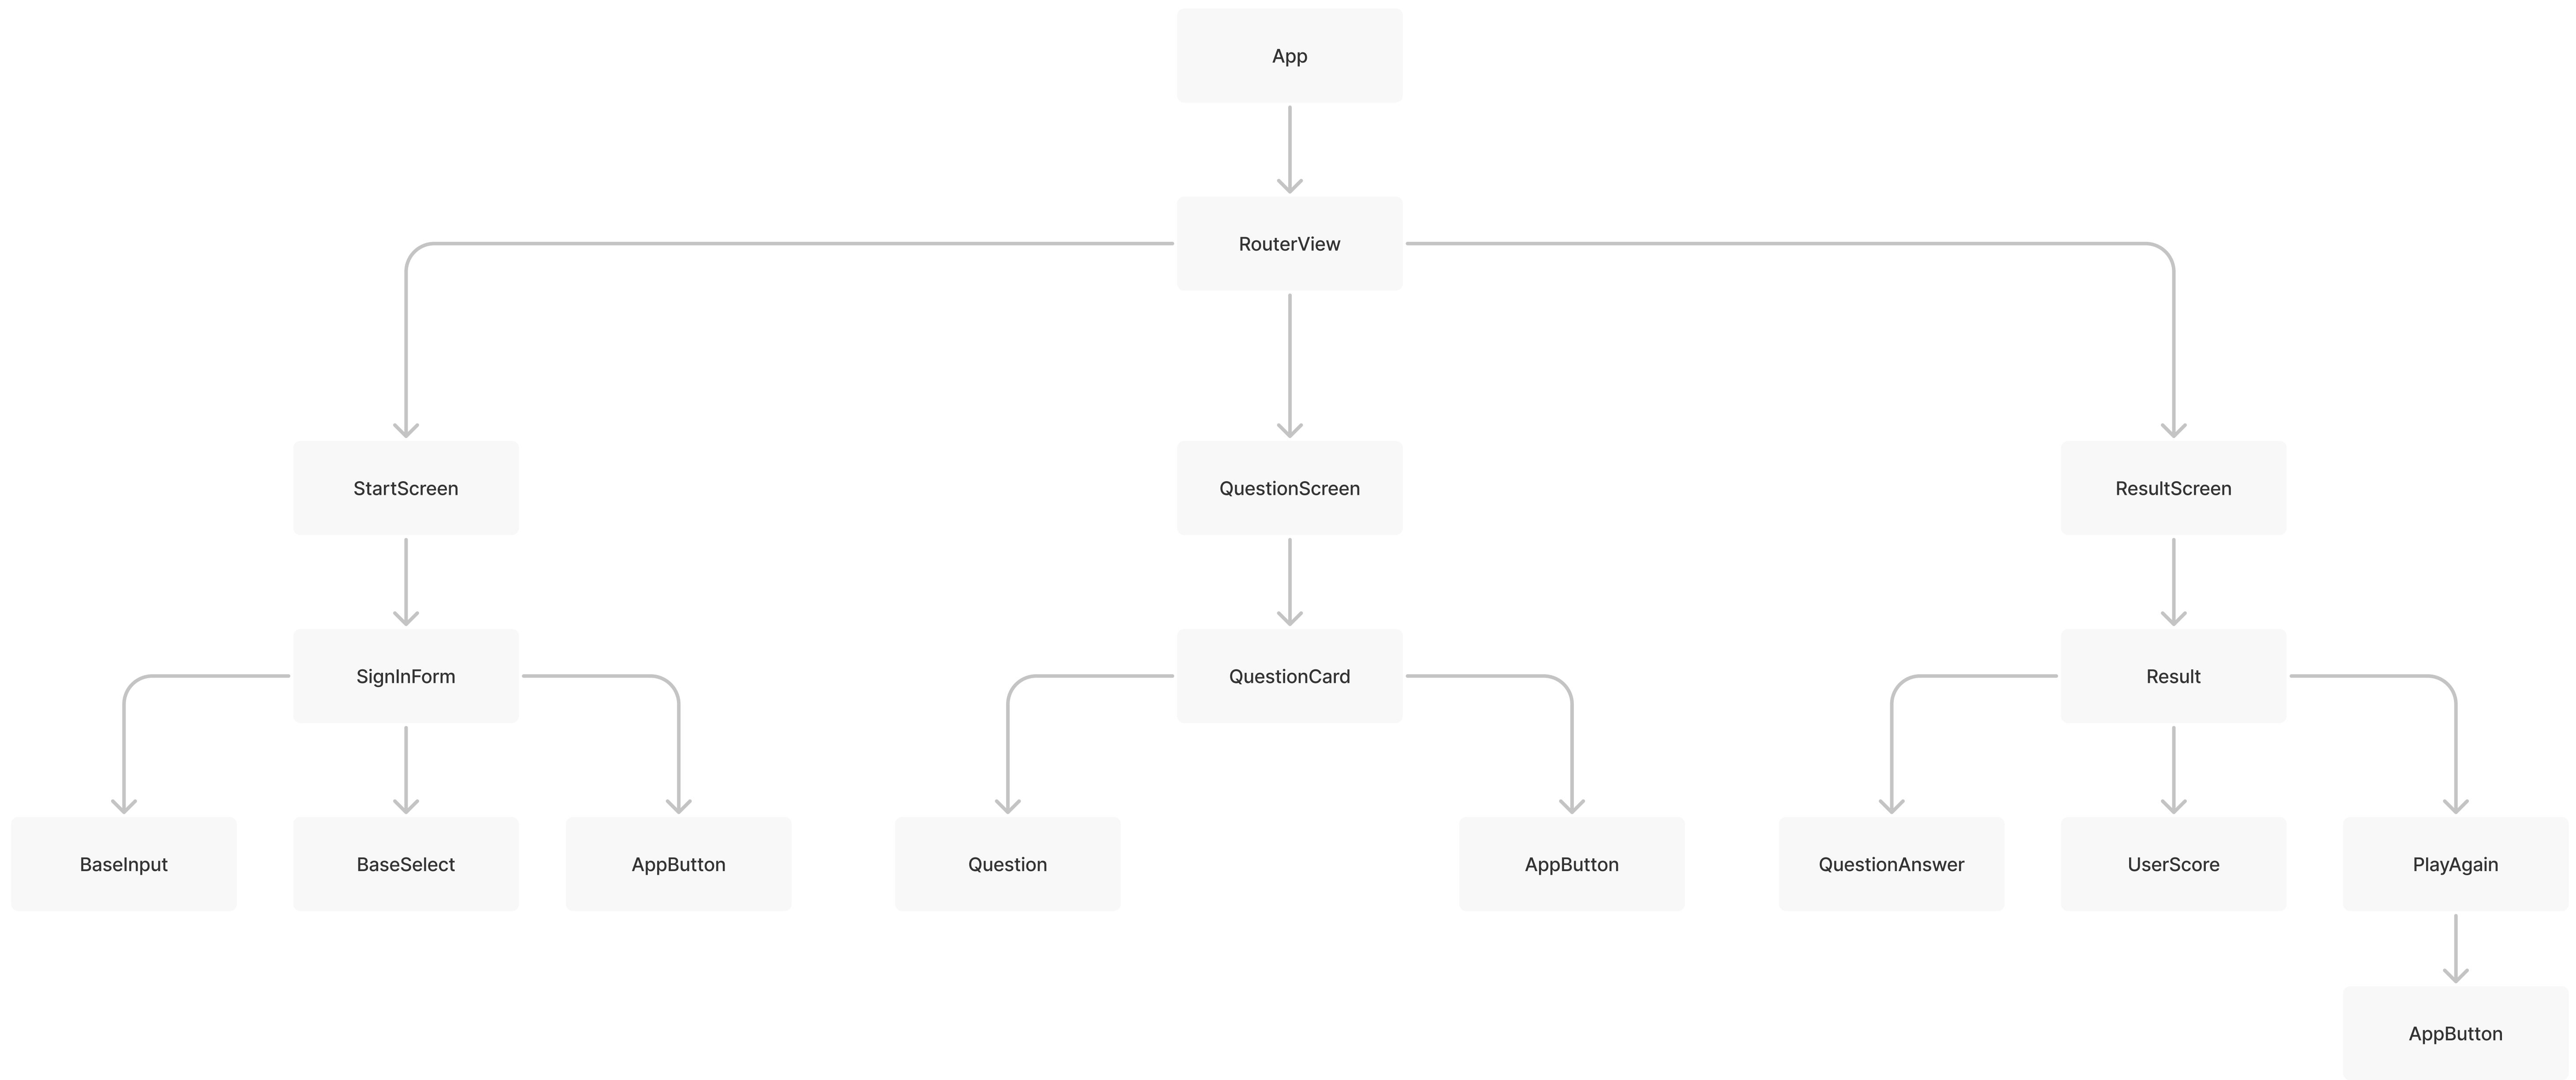 App
RouterView
StartScreen
QuestionScreen
ResultScreen
SignInForm
QuestionCard
Result
BaseInput
BaseSelect
AppButton
Question
AppButton
QuestionAnswer
UserScore
PlayAgain
AppButton